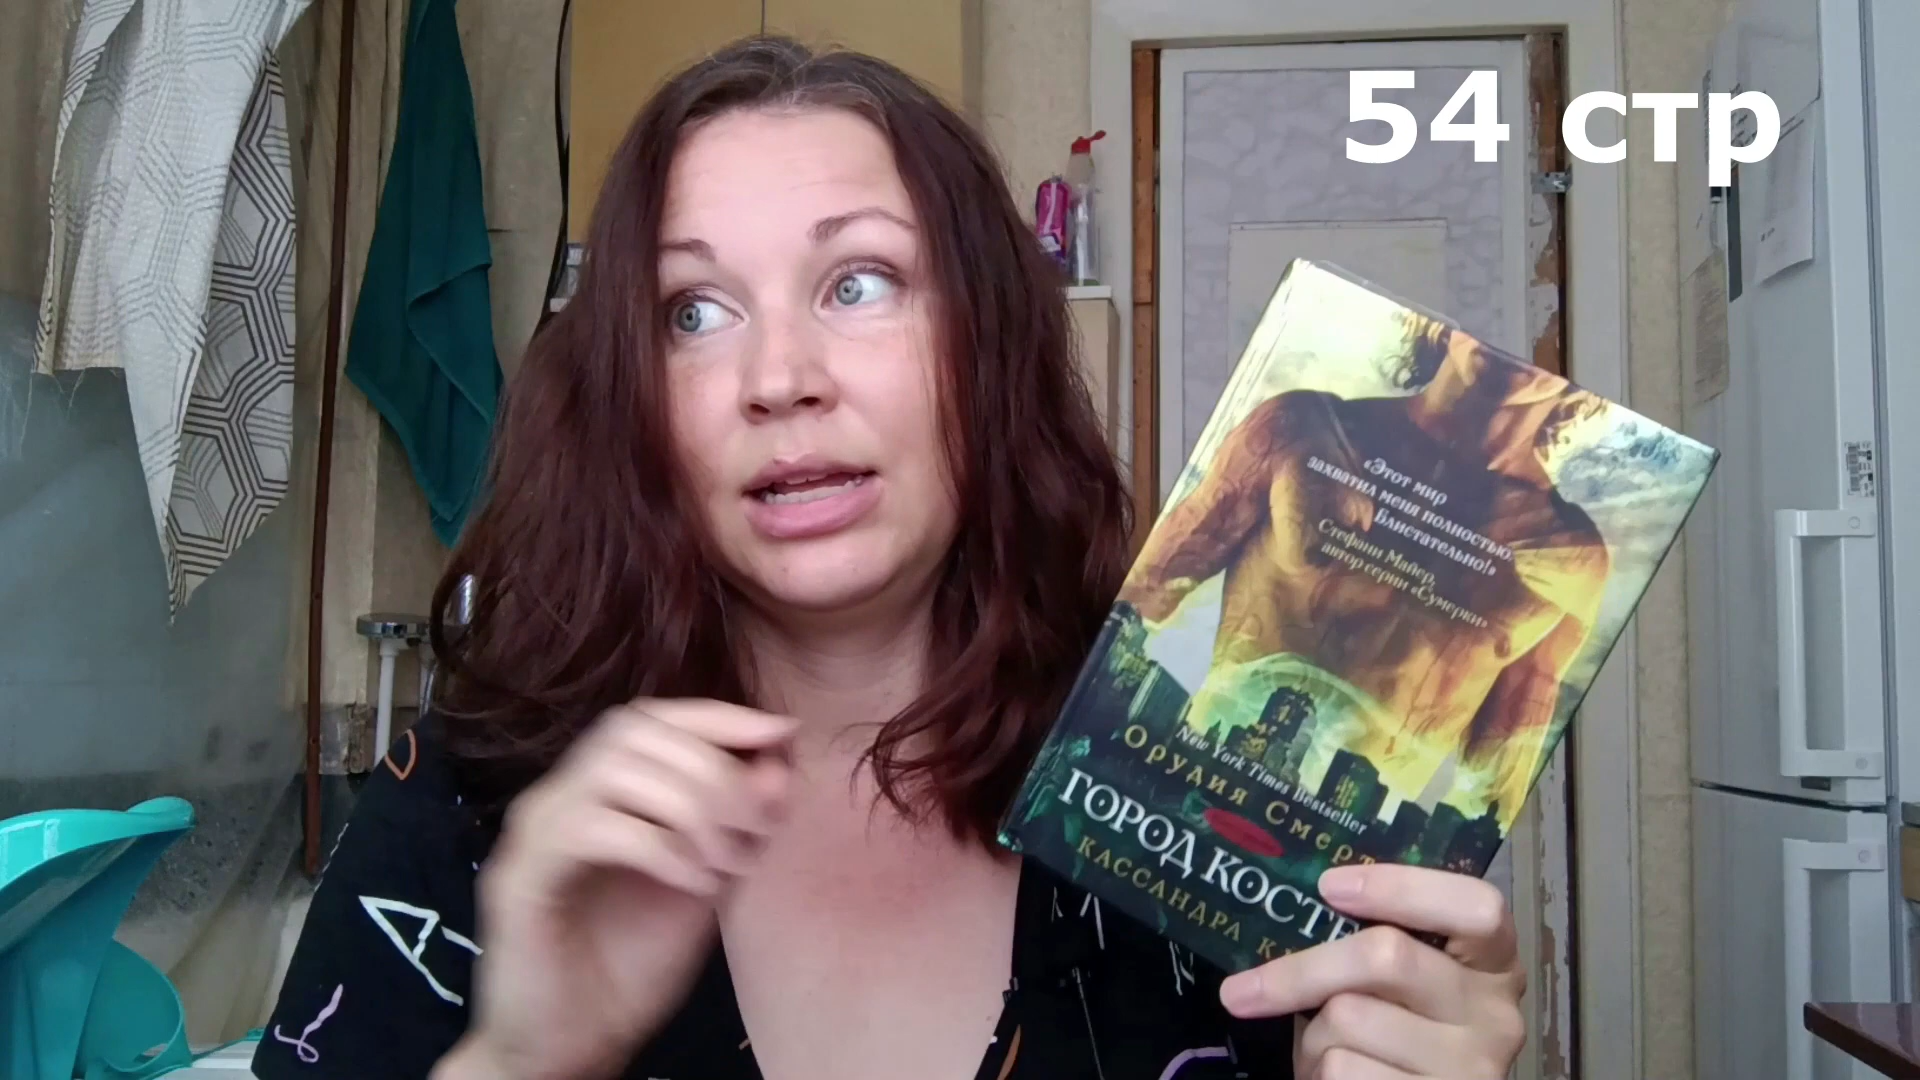 54 стр
«Этот мир
захватил меня полностью.
Блистательно!»
Стефани Майер,
автор серии «Сумерки»
New York Times Bestseller
Орудия Смерт
ГОРОД КОСТЕ
КАССАНДРА